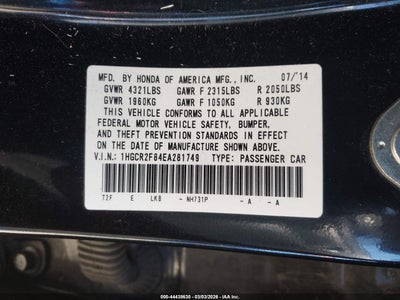 MFD. BY HONDA OF AMERICA MFG., INC. 07/'14
GVWR 4321LBS GAWR F 2315LBS R 2050LBS
GVWR 1960KG GAWR F 1050KG R 930KG
THIS VEHICLE CONFORMS TO ALL APPLICABLE
FEDERAL MOTOR VEHICLE SAFETY, BUMPER,
AND THEFT PREVENTION STANDARDS IN EFFECT
ON THE DATE OF MANUFACTURE SHOWN ABOVE.
V.I.N.: 1HGCR2F84EA281749 TYPE: PASSENGER CAR
T2F E LKB - NH731P - A - A
000-44438630 - 03/03/2026 - IAA Inc.